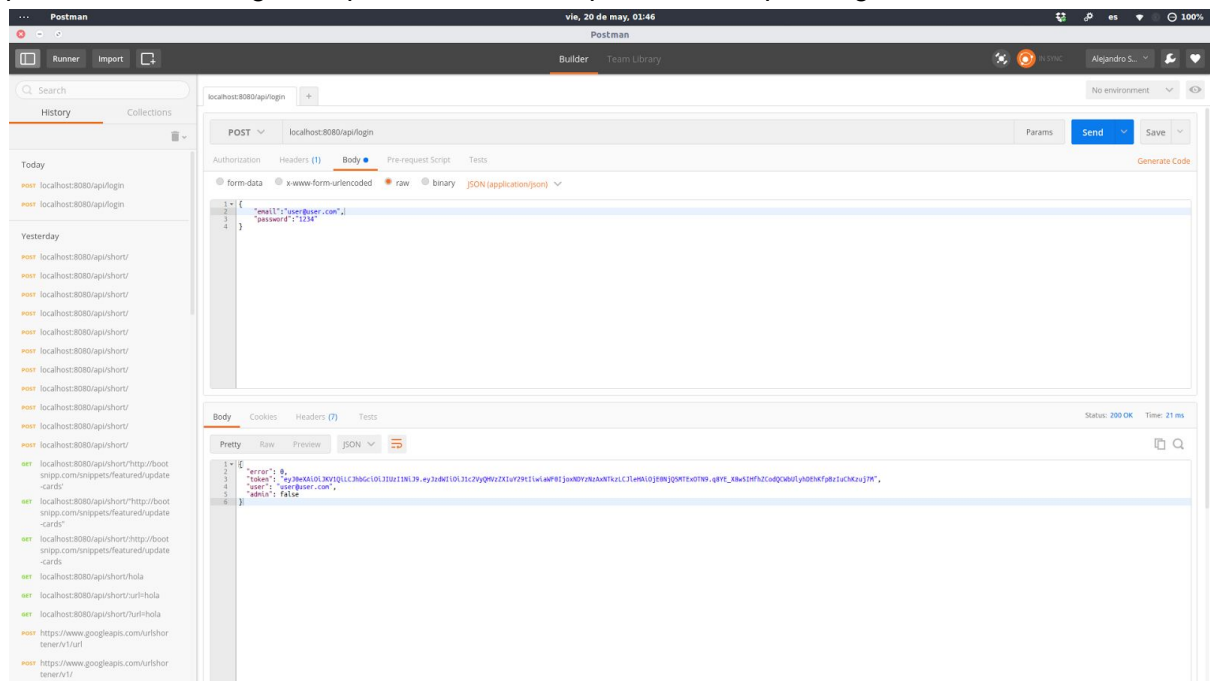 Postman
vie, 20 de may, 01:46
es
100%
Postman
Runner
Import
Builder
Team Library
IN SYNC
Alejandro S...
Search
History
Collections
Today
POST localhost:8080/api/login
POST localhost:8080/api/login
Yesterday
POST localhost:8080/api/short/
POST localhost:8080/api/short/
POST localhost:8080/api/short/
POST localhost:8080/api/short/
POST localhost:8080/api/short/
POST localhost:8080/api/short/
POST localhost:8080/api/short/
POST localhost:8080/api/short/
POST localhost:8080/api/short/
POST localhost:8080/api/short/
POST localhost:8080/api/short/
GET localhost:8080/api/short/'http://boot
snipp.com/snippets/featured/update
-cards'
GET localhost:8080/api/short/"http://boot
snipp.com/snippets/featured/update
-cards"
GET localhost:8080/api/short/:http://boot
snipp.com/snippets/featured/update
-cards
GET localhost:8080/api/short/hola
GET localhost:8080/api/short/:url=hola
GET localhost:8080/api/short/?url=hola
POST https://www.googleapis.com/urlshor
tener/v1/url
POST https://www.googleapis.com/urlshor
tener/v1/
localhost:8080/api/login
+
No environment
POST
localhost:8080/api/login
Params
Send
Save
Authorization
Headers (1)
Body
Pre-request Script
Tests
Generate Code
form-data
x-www-form-urlencoded
raw
binary
JSON (application/json)
1 {
2 "email":"user@user.com",
3 "password":"1234"
4 }
Body
Cookies
Headers (7)
Tests
Status: 200 OK
Time: 21 ms
Pretty
Raw
Preview
JSON
1 {
2 "error": 0,
3 "token":
4 "user": "user@user.com",
5 "admin": false
6 }